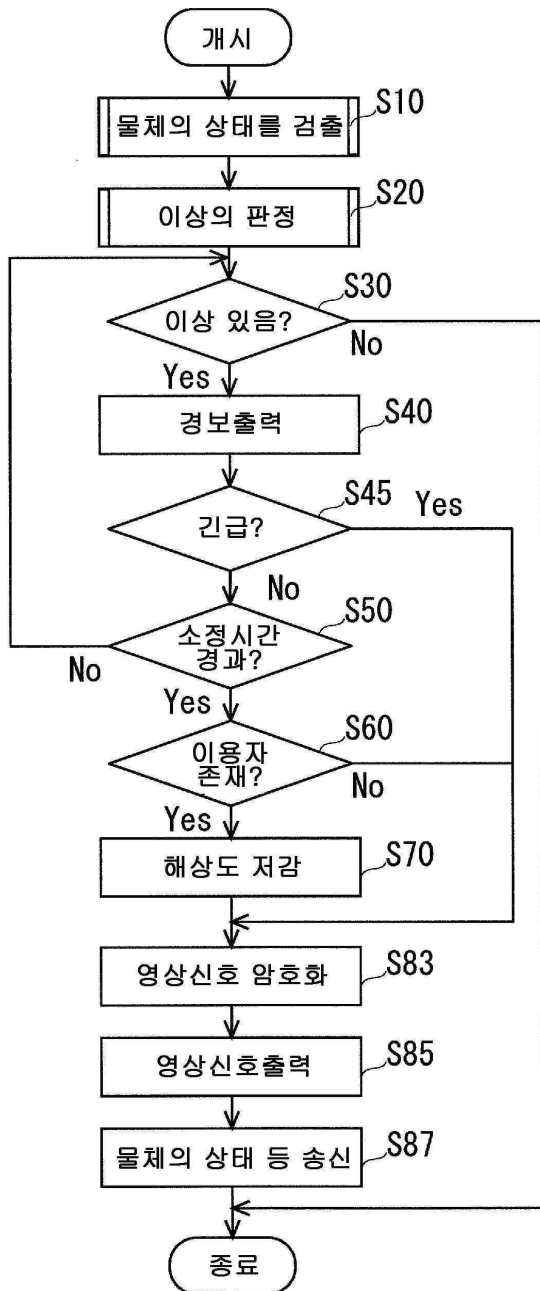 개시
물체의 상태를 검출
S10
이상의 판정
S20
이상 있음?
S30
No
Yes
경보출력
S40
긴급?
S45
Yes
No
소정시간
경과?
S50
No
Yes
이용자
존재?
S60
No
Yes
해상도 저감
S70
영상신호 암호화
S83
영상신호출력
S85
물체의 상태 등 송신
S87
종료